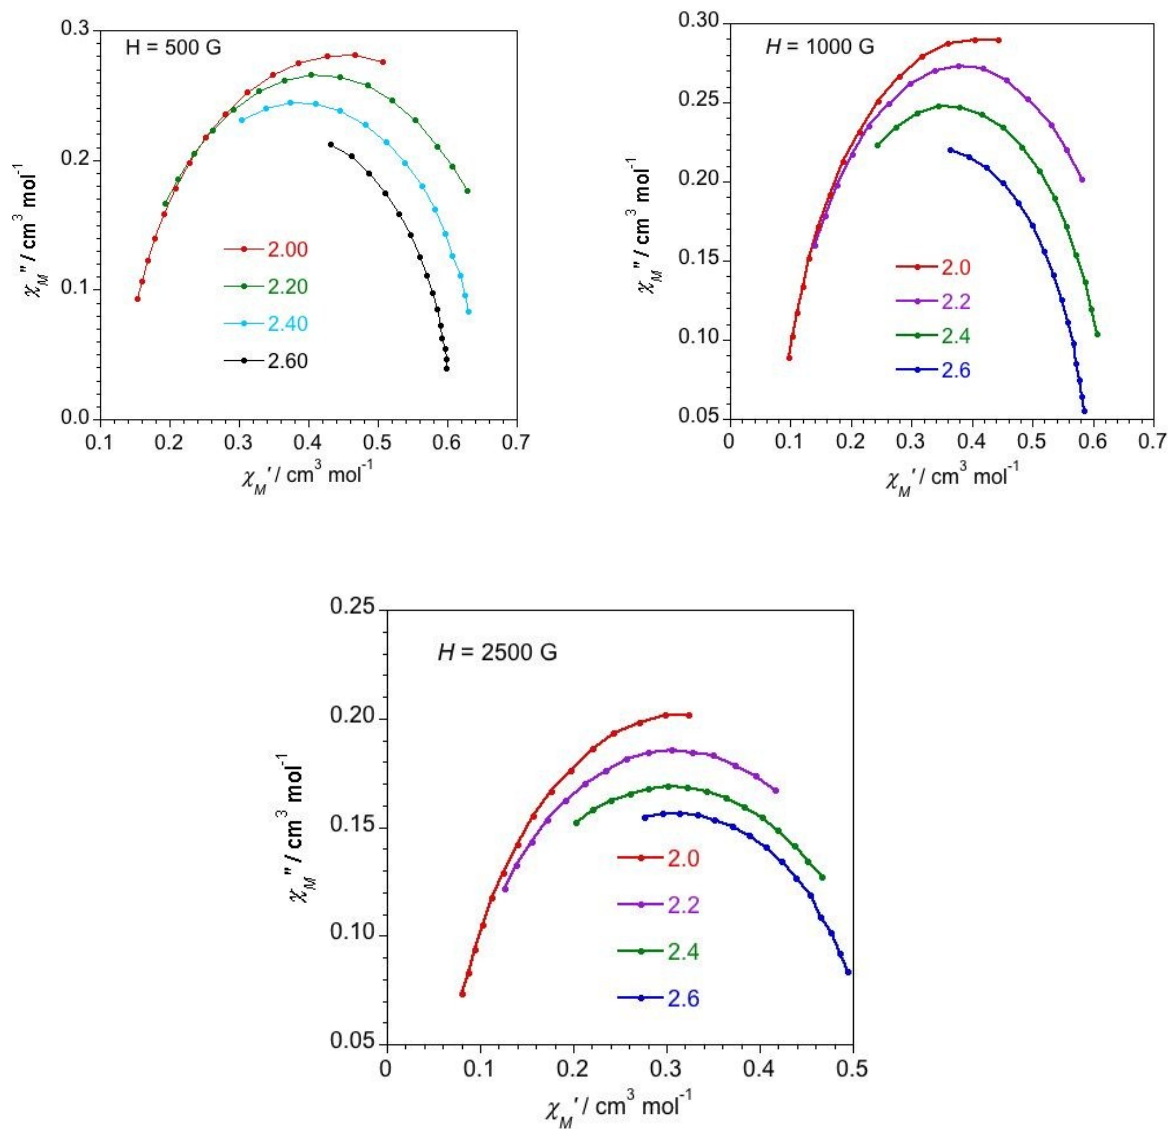 H = 500 G
0.3
0.2
0.1
0.0
χM'' / cm³ mol⁻¹
2.00
2.20
2.40
2.60
0.1 0.2 0.3 0.4 0.5 0.6 0.7
χM' / cm³ mol⁻¹
H = 1000 G
0.30
0.25
0.20
0.15
0.10
0.05
χM'' / cm³ mol⁻¹
2.0
2.2
2.4
2.6
0 0.1 0.2 0.3 0.4 0.5 0.6 0.7
χM' / cm³ mol⁻¹
H = 2500 G
0.25
0.20
0.15
0.10
0.05
χM'' / cm³ mol⁻¹
2.0
2.2
2.4
2.6
0 0.1 0.2 0.3 0.4 0.5
χM' / cm³ mol⁻¹